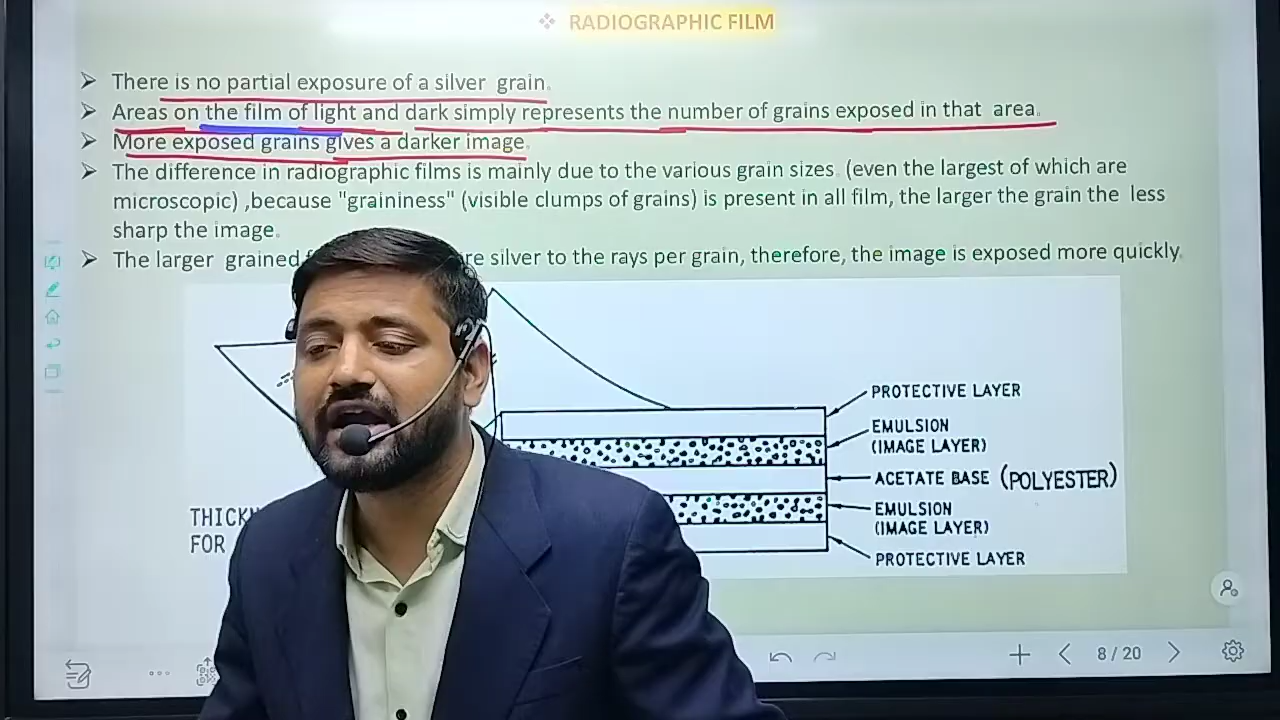 RADIOGRAPHIC FILM
There is no partial exposure of a silver grain.
Areas on the film of light and dark simply represents the number of grains exposed in that area.
More exposed grains gives a darker image.
The difference in radiographic films is mainly due to the various grain sizes (even the largest of which are
microscopic) ,because "graininess" (visible clumps of grains) is present in all film, the larger the grain the less
sharp the image.
The larger grained silver to the rays per grain, therefore, the image is exposed more quickly.
PROTECTIVE LAYER
EMULSION
(IMAGE LAYER)
ACETATE BASE (POLYESTER)
EMULSION
(IMAGE LAYER)
PROTECTIVE LAYER
FOR
8/20